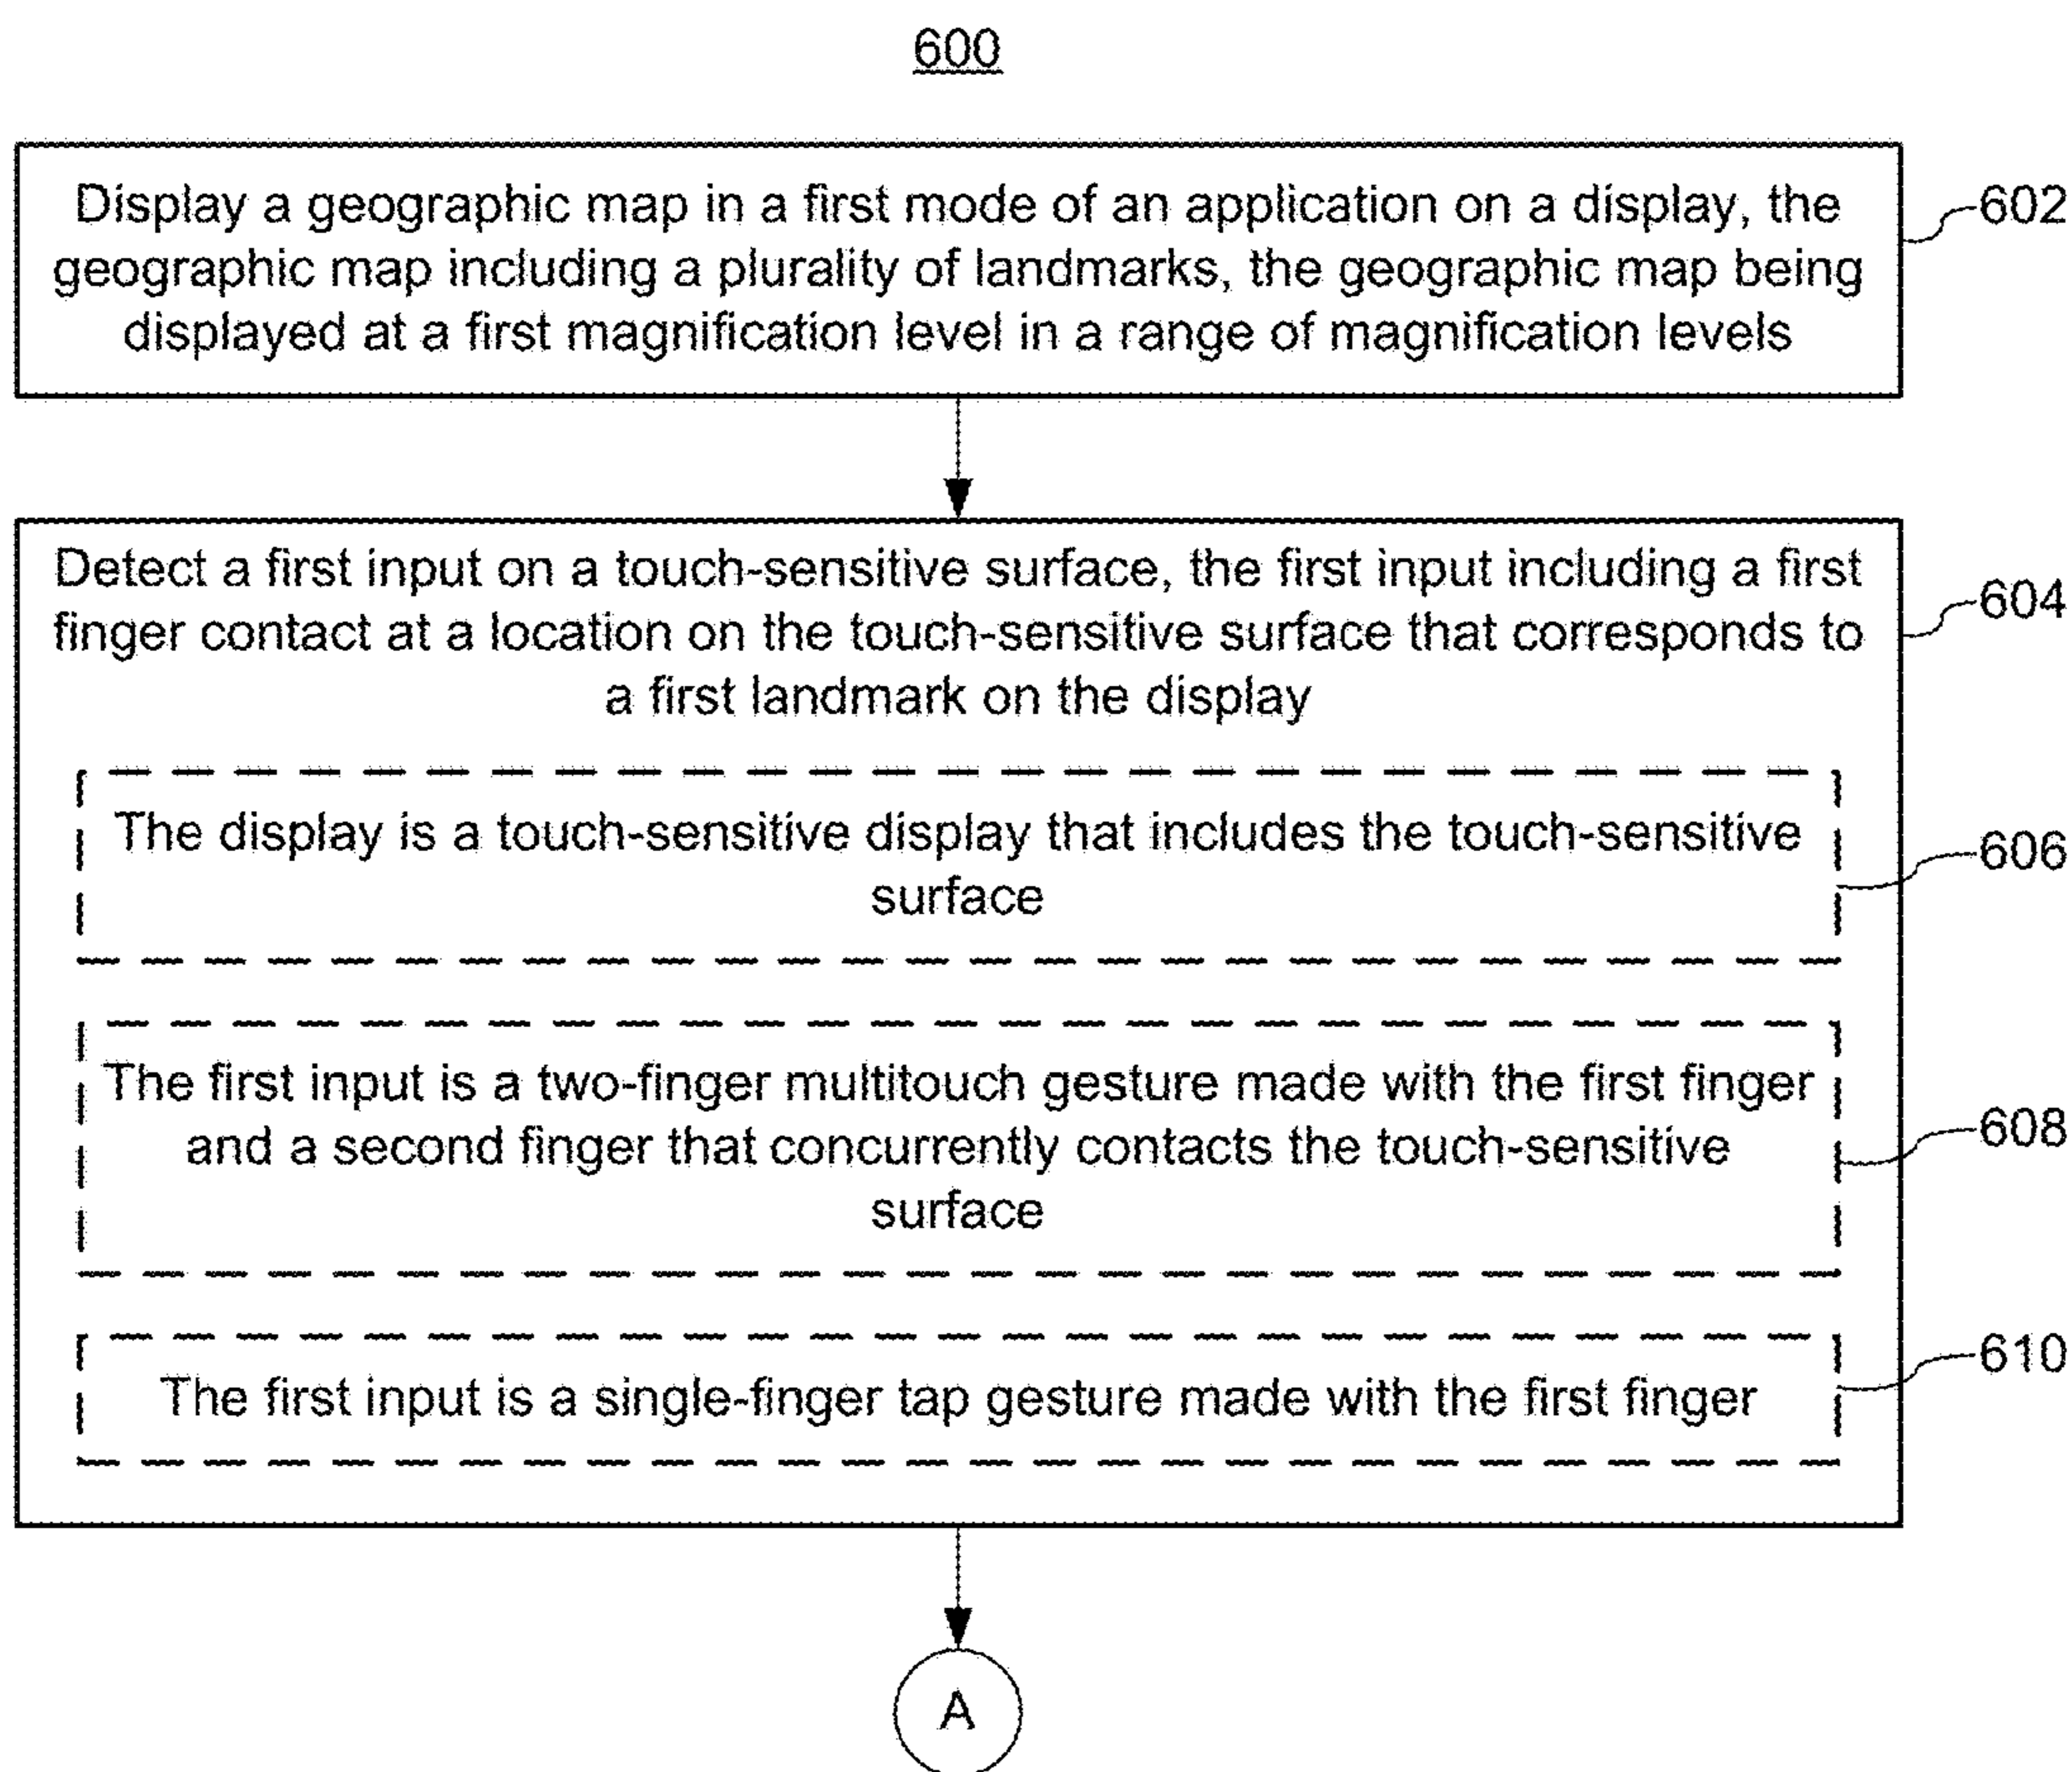 600
Display a geographic map in a first mode of an application on a display, the
geographic map including a plurality of landmarks, the geographic map being
displayed at a first magnification level in a range of magnification levels
602
Detect a first input on a touch-sensitive surface, the first input including a first
finger contact at a location on the touch-sensitive surface that corresponds to
a first landmark on the display
604
The display is a touch-sensitive display that includes the touch-sensitive
surface
606
The first input is a two-finger multitouch gesture made with the first finger
and a second finger that concurrently contacts the touch-sensitive
surface
608
The first input is a single-finger tap gesture made with the first finger
610
A